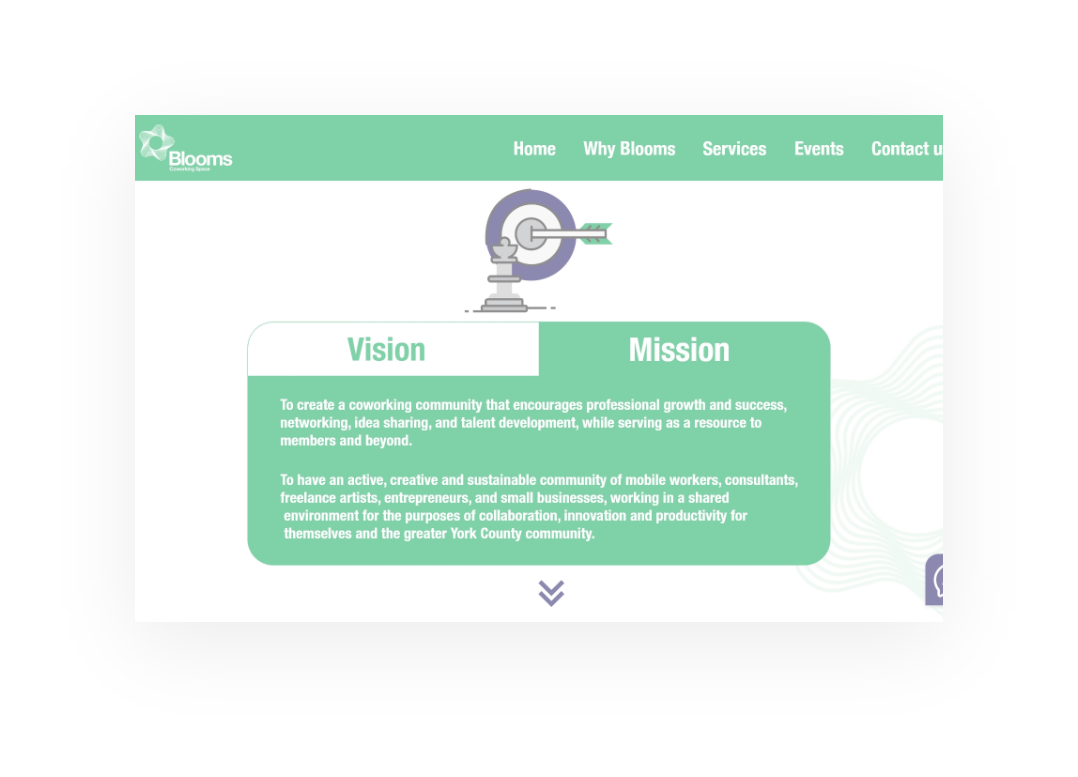 Blooms
Coworking Space
Home Why Blooms Services Events Contact u
Vision Mission
To create a coworking community that encourages professional growth and success,
networking, idea sharing, and talent development, while serving as a resource to
members and beyond.
To have an active, creative and sustainable community of mobile workers, consultants,
freelance artists, entrepreneurs, and small businesses, working in a shared
environment for the purposes of collaboration, innovation and productivity for
themselves and the greater York County community.